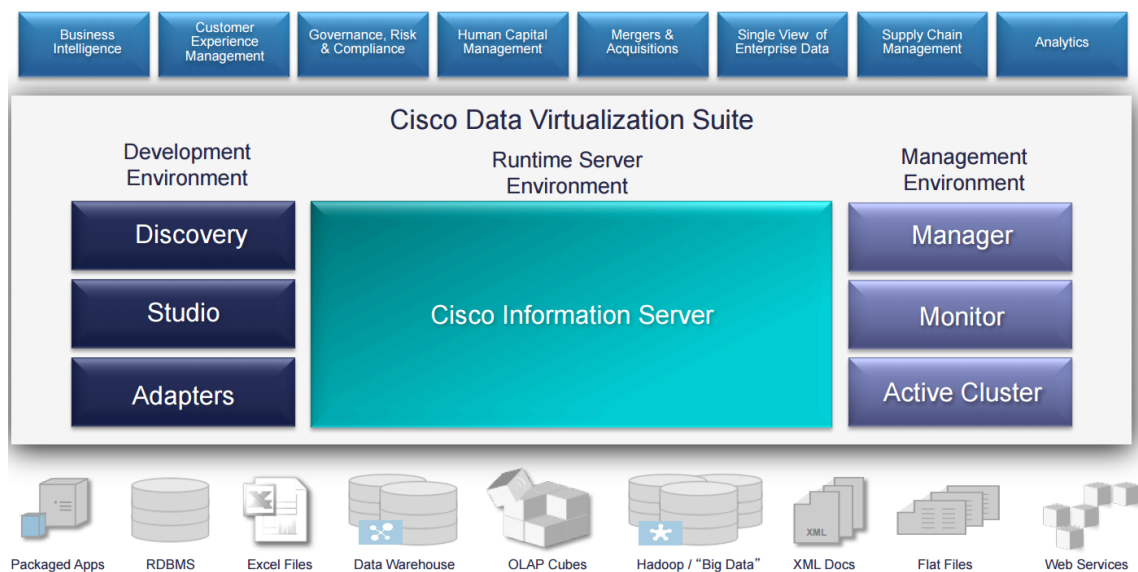 Business
Intelligence
Customer
Experience
Management
Governance, Risk
& Compliance
Human Capital
Management
Mergers &
Acquisitions
Single View of
Enterprise Data
Supply Chain
Management
Analytics
Cisco Data Virtualization Suite
Development
Environment
Runtime Server
Environment
Management
Environment
Discovery
Studio
Adapters
Cisco Information Server
Manager
Monitor
Active Cluster
XML
Packaged Apps
RDBMS
Excel Files
Data Warehouse
OLAP Cubes
Hadoop / “Big Data”
XML Docs
Flat Files
Web Services